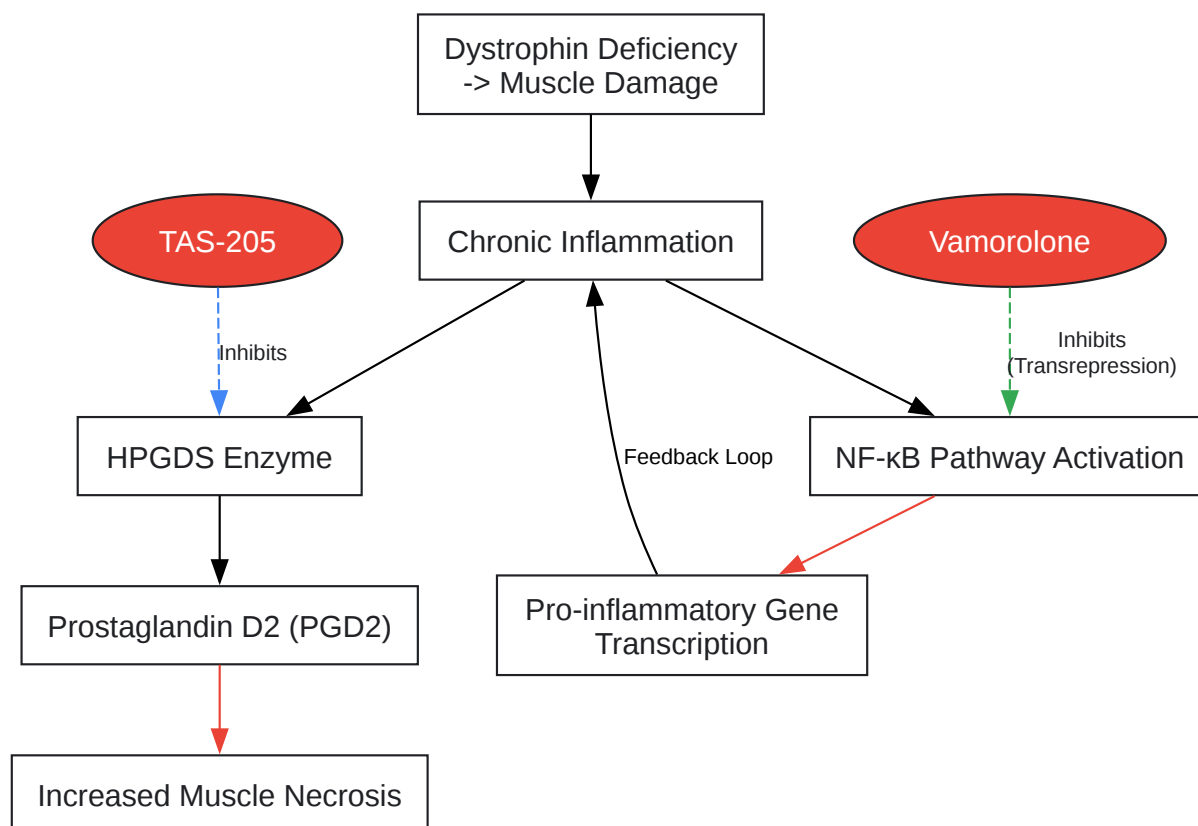 Dystrophin Deficiency
-> Muscle Damage
TAS-205
Chronic Inflammation
Vamorolone
Inhibits
Inhibits
(Transrepression)
HPGDS Enzyme
Feedback Loop
NF-κB Pathway Activation
Prostaglandin D2 (PGD2)
Pro-inflammatory Gene
Transcription
Increased Muscle Necrosis